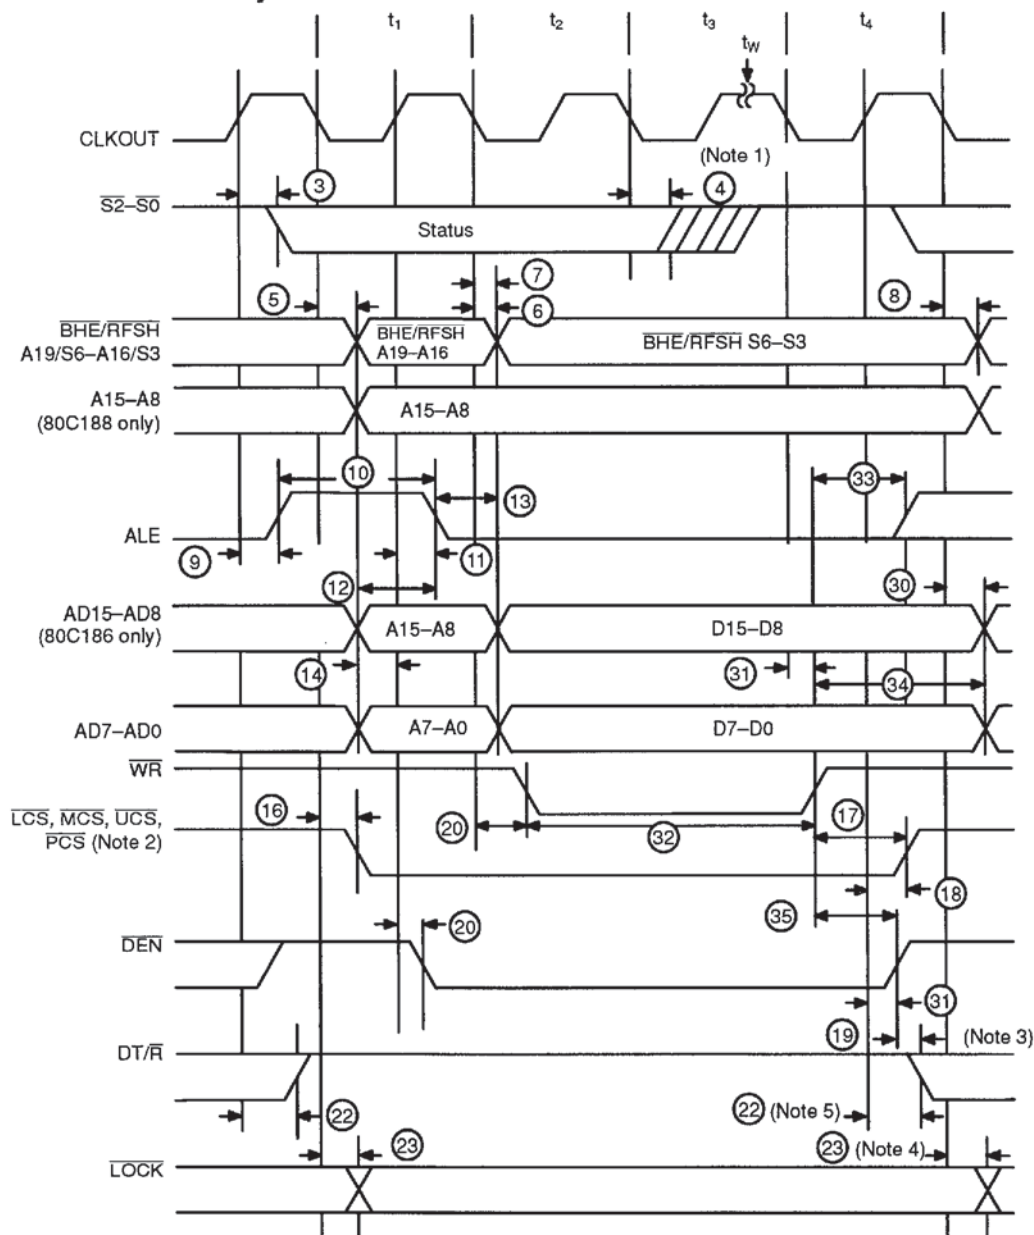 t1 t2 t3 t4
tW
CLKOUT
(Note 1)
3 4
S2–S0
Status
7
5 6 8
BHE/RFSH
A19/S6–A16/S3
BHE/RFSH
A19–A16
BHE/RFSH S6–S3
A15–A8
(80C188 only)
A15–A8
10 33
13
ALE
9 11
12 30
AD15–AD8
(80C186 only)
A15–A8
D15–D8
14 31
34
AD7–AD0
A7–A0
D7–D0
WR
LCS, MCS, UCS,
PCS (Note 2)
16 17
20 32
18
35
20
DEN
31
19 (Note 3)
DT/R
22 22 (Note 5)
23 23 (Note 4)
LOCK